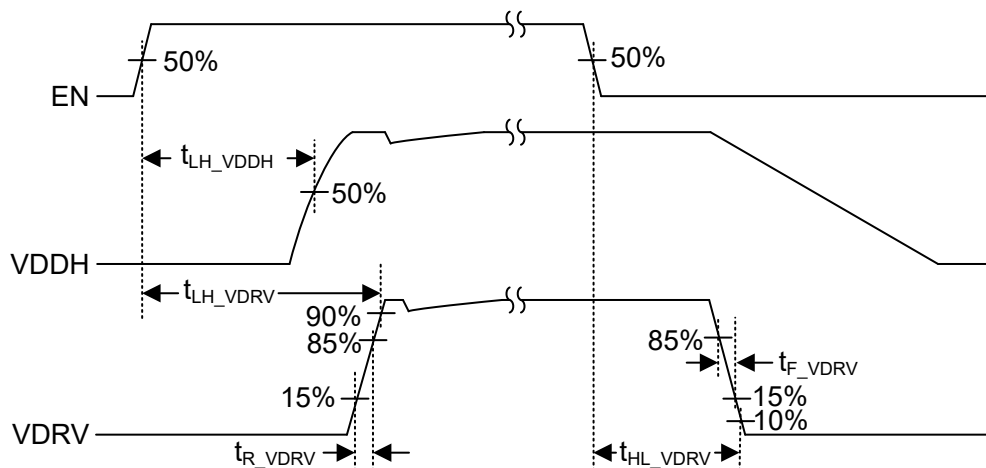 50%
50%
EN
t_LH_VDDH
50%
VDDH
t_LH_VDRV
90%
85%
85%
t_F_VDRV
15%
15%
10%
VDRV
t_R_VDRV
t_HL_VDRV